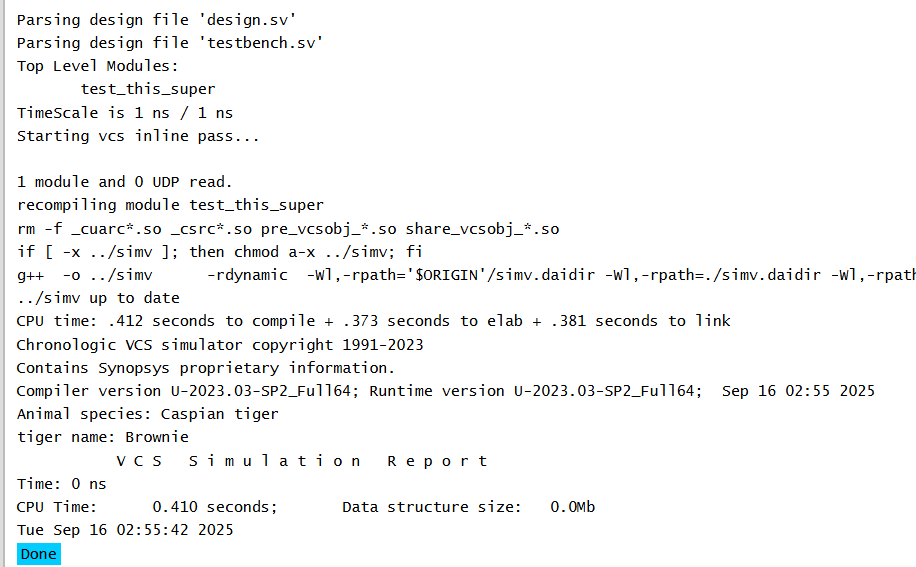 Parsing design file 'design.sv'
Parsing design file 'testbench.sv'
Top Level Modules:
test_this_super
TimeScale is 1 ns / 1 ns
Starting vcs inline pass...
1 module and 0 UDP read.
recompiling module test_this_super
rm -f _cuarc*.so _csrc*.so pre_vcsobj_*.so share_vcsobj_*.so
if [ -x ../simv ]; then chmod a-x ../simv; fi
g++ -o ../simv -rdynamic -Wl,-rpath='$ORIGIN'/simv.daidir -Wl,-rpath=./simv.daidir -Wl,-rpath
../simv up to date
CPU time: .412 seconds to compile + .373 seconds to elab + .381 seconds to link
Chronologic VCS simulator copyright 1991-2023
Contains Synopsys proprietary information.
Compiler version U-2023.03-SP2_Full64; Runtime version U-2023.03-SP2_Full64; Sep 16 02:55 2025
Animal species: Caspian tiger
tiger name: Brownie
V C S S i m u l a t i o n R e p o r t
Time: 0 ns
CPU Time: 0.410 seconds; Data structure size: 0.0Mb
Tue Sep 16 02:55:42 2025
Done